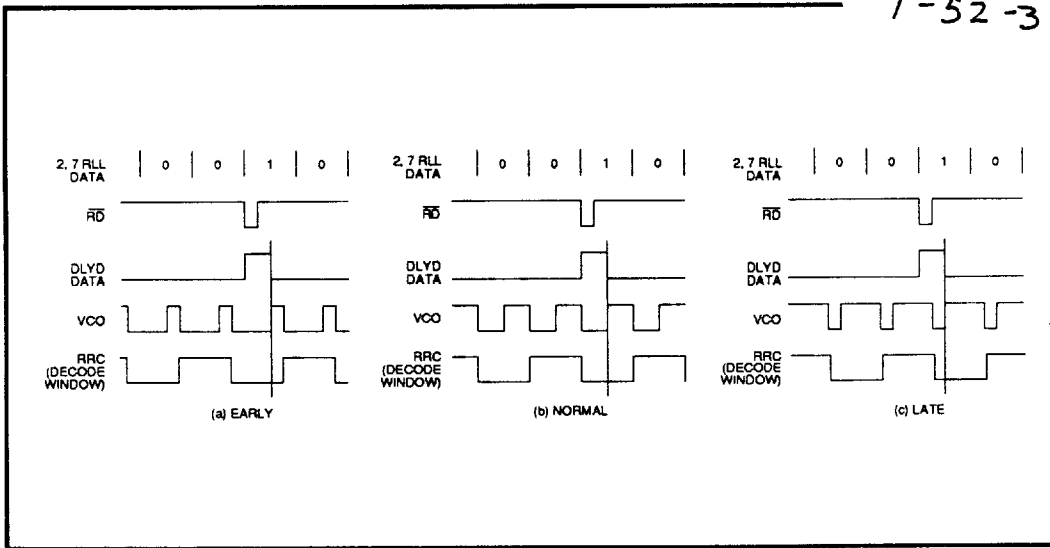 1-52-3
2, 7 RLL DATA 0 0 1 0
RD
DLYD DATA
VCO
RRC (DECODE WINDOW)
(a) EARLY
2, 7 RLL DATA 0 0 1 0
RD
DLYD DATA
VCO
RRC (DECODE WINDOW)
(b) NORMAL
2, 7 RLL DATA 0 0 1 0
RD
DLYD DATA
VCO
RRC (DECODE WINDOW)
(c) LATE